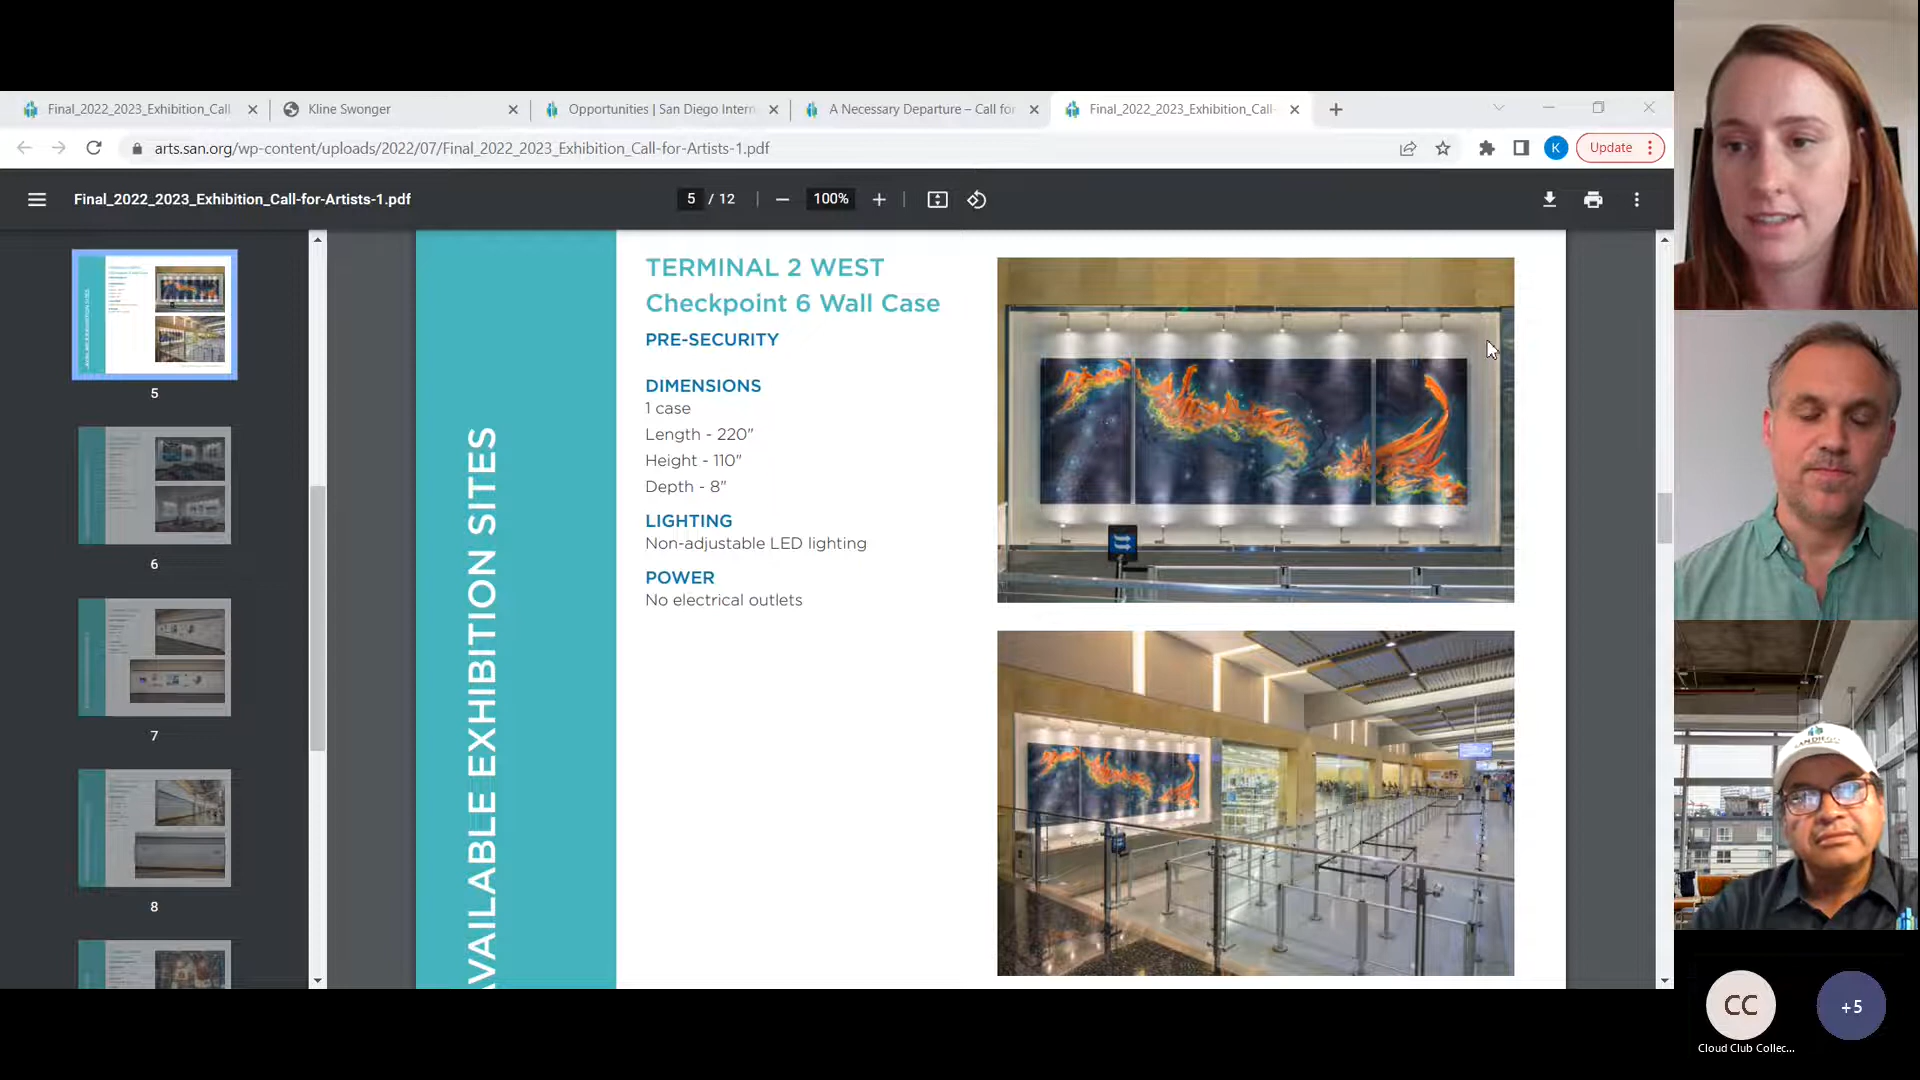 Final_2022_2023_Exhibition_Call
Kline Swonger
Opportunities | San Diego Intern
A Necessary Departure – Call for
Final_2022_2023_Exhibition_Call-
arts.san.org/wp-content/uploads/2022/07/Final_2022_2023_Exhibition_Call-for-Artists-1.pdf
K
Update
Final_2022_2023_Exhibition_Call-for-Artists-1.pdf
5 / 12
100%
5
6
7
8
VAILABLE EXHIBITION SITES
TERMINAL 2 WEST
Checkpoint 6 Wall Case
PRE-SECURITY
DIMENSIONS
1 case
Length - 220"
Height - 110"
Depth - 8"
LIGHTING
Non-adjustable LED lighting
POWER
No electrical outlets
SAN DIEGO
CC
+5
Cloud Club Collec...